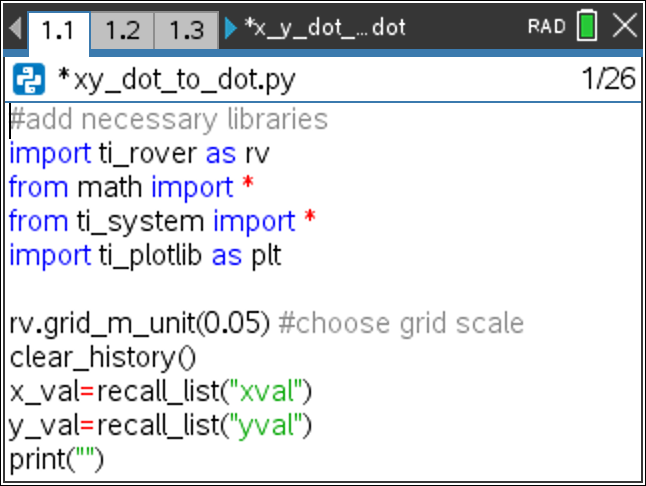 1.1 1.2 1.3 *x_y_dot_...dot RAD
*xy_dot_to_dot.py 1/26
#add necessary libraries
import ti_rover as rv
from math import *
from ti_system import *
import ti_plotlib as plt
rv.grid_m_unit(0.05) #choose grid scale
clear_history()
x_val=recall_list("xval")
y_val=recall_list("yval")
print("")